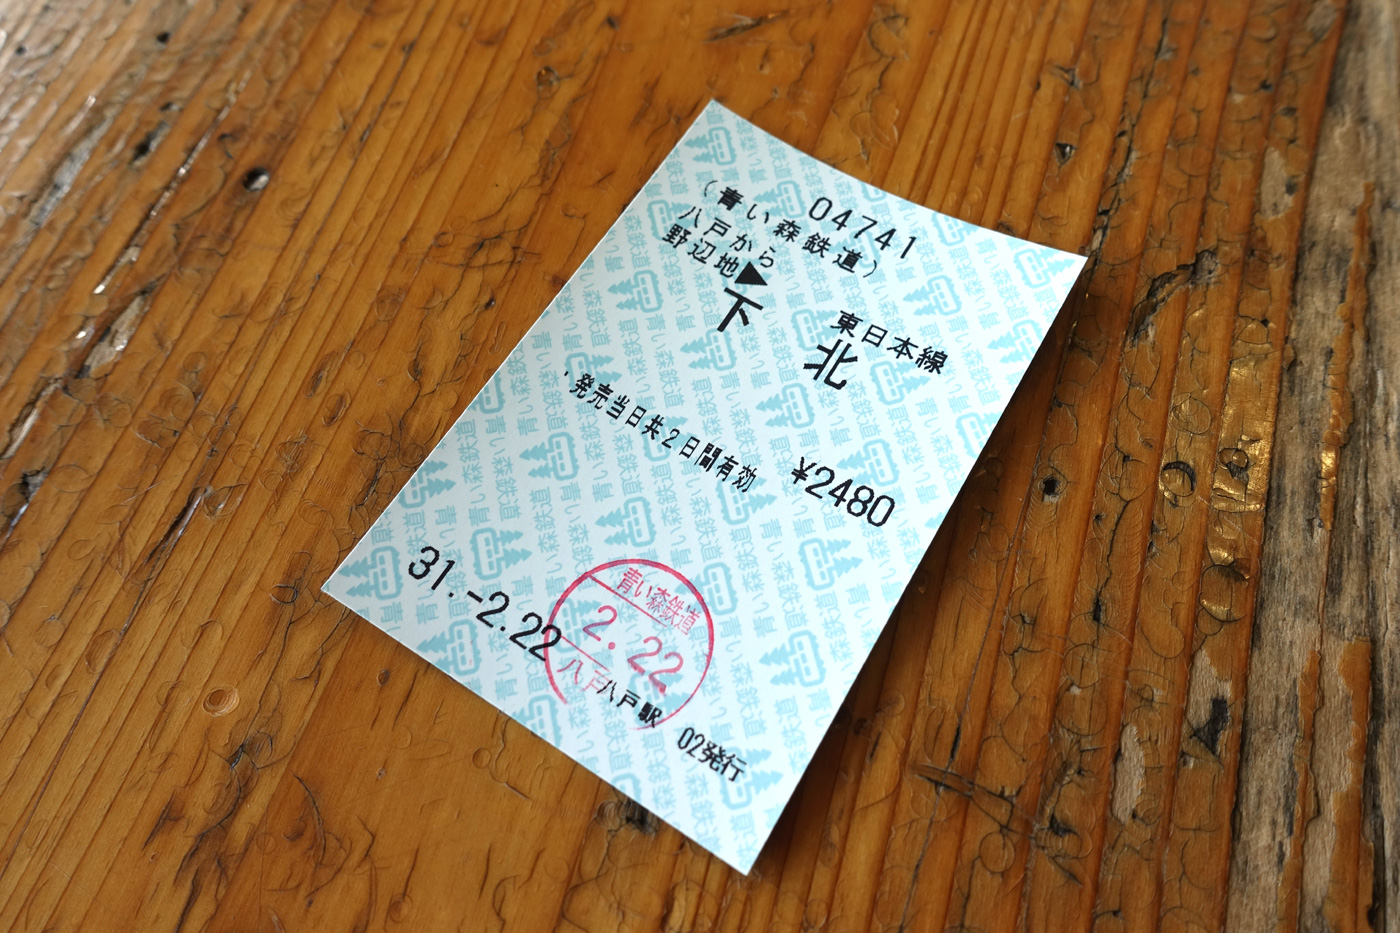 04741
（青い森鉄道）
八戸から
野辺地▶
東日本線
下北
発売当日共2日間有効
¥2480
31.-2.22
青い森鉄道
2.22
八戸
八戸駅
02発行